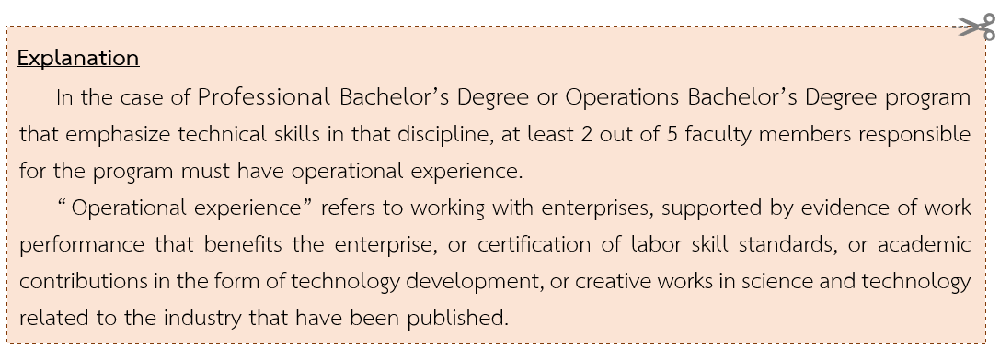 Explanation
In the case of Professional Bachelor's Degree or Operations Bachelor's Degree program
that emphasize technical skills in that discipline, at least 2 out of 5 faculty members responsible
for the program must have operational experience.
“ Operational experience” refers to working with enterprises, supported by evidence of work
performance that benefits the enterprise, or certification of labor skill standards, or academic
contributions in the form of technology development, or creative works in science and technology
related to the industry that have been published.